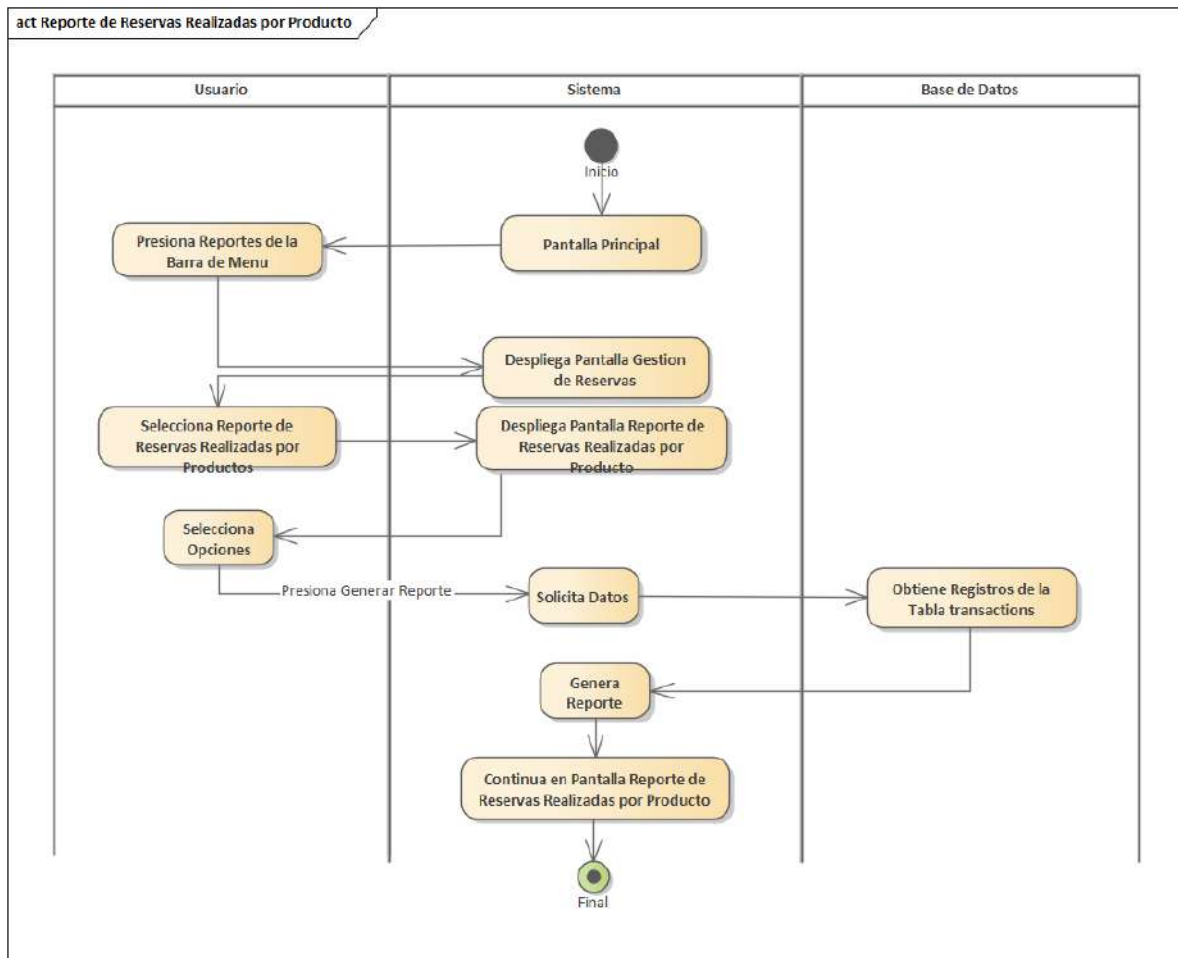 act Reporte de Reservas Realizadas por Producto
Usuario
Sistema
Base de Datos
Inicio
Pantalla Principal
Presiona Reportes de la
Barra de Menu
Despliega Pantalla Gestion
de Reservas
Selecciona Reporte de
Reservas Realizadas por
Productos
Despliega Pantalla Reporte de
Reservas Realizadas por
Producto
Selecciona
Opciones
Presiona Generar Reporte
Solicita Datos
Obtiene Registros de la
Tabla transactions
Genera
Reporte
Continua en Pantalla Reporte de
Reservas Realizadas por Producto
Final